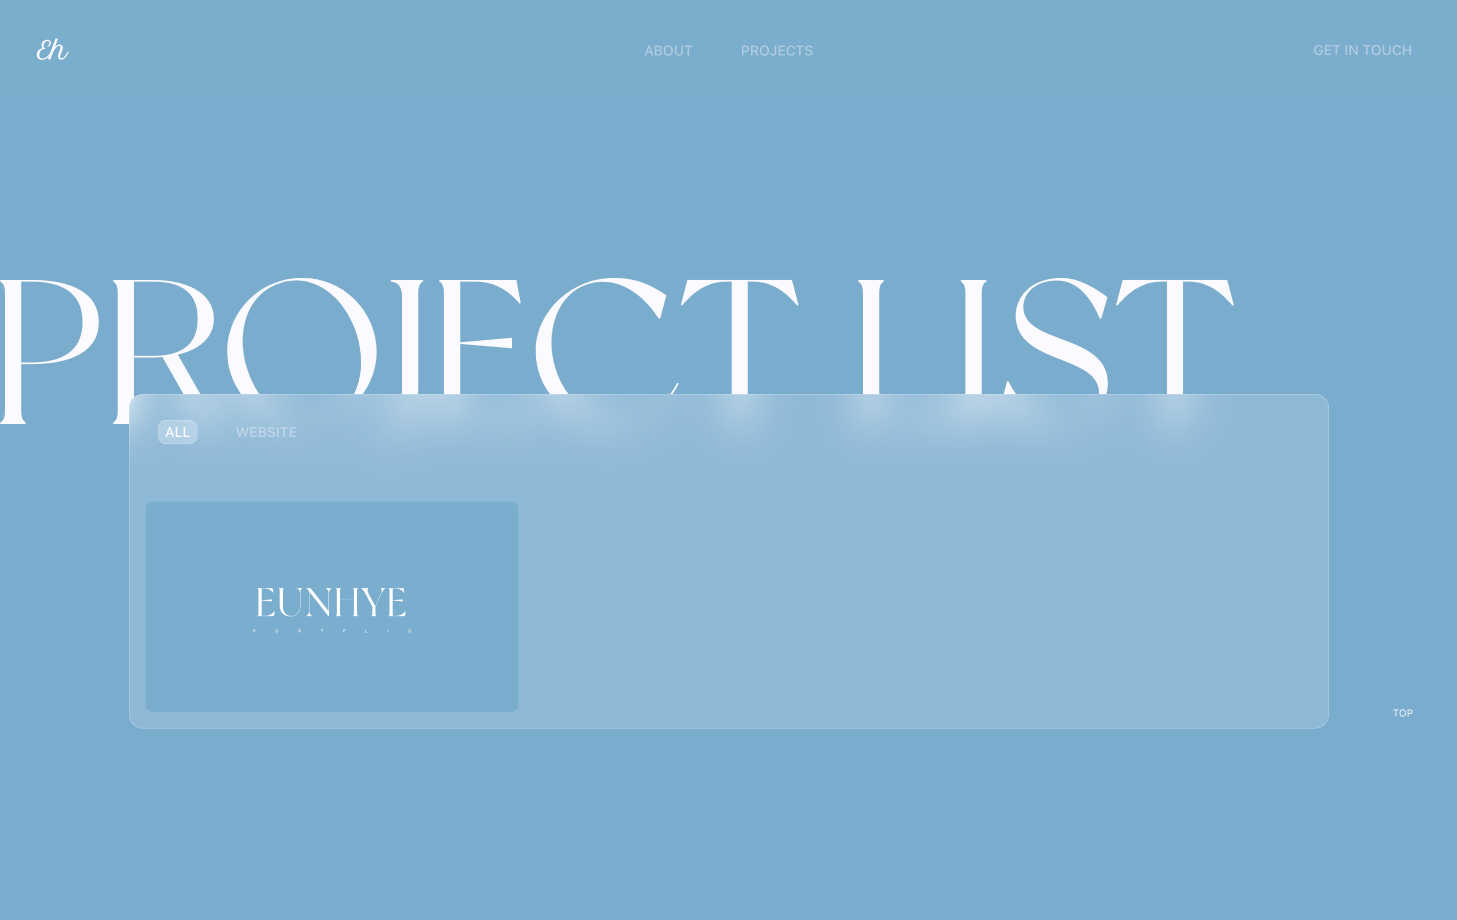 Eh
ABOUT PROJECTS GET IN TOUCH
PROJECT LIST
ALL WEBSITE
EUNHYE
P O R T F L I O
TOP